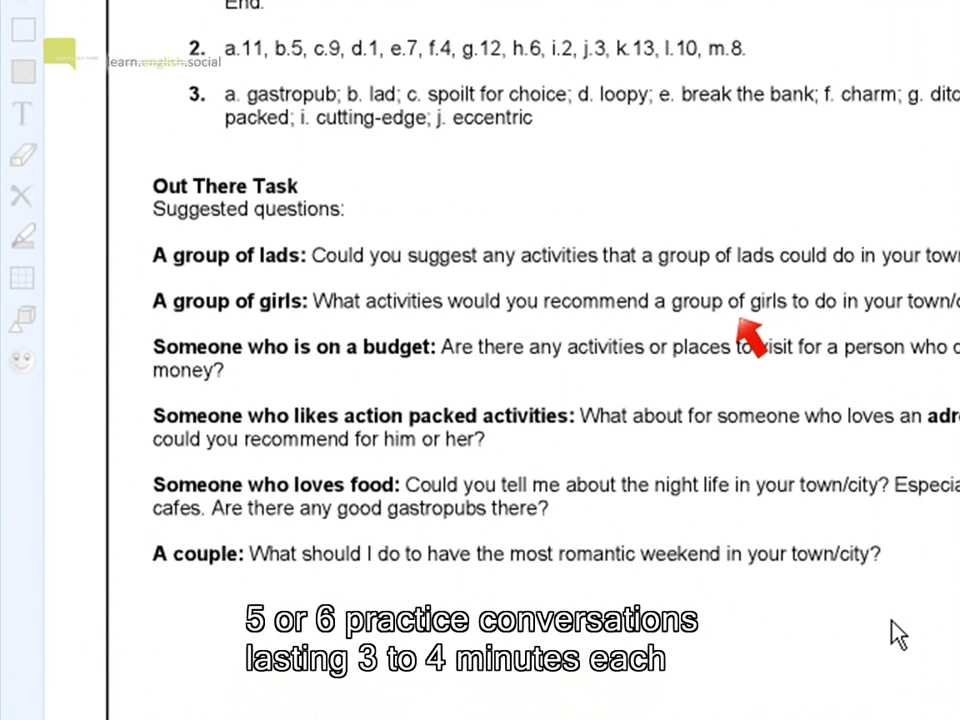 End.
2. a.11, b.5, c.9, d.1, e.7, f.4, g.12, h.6, i.2, j.3, k.13, l.10, m.8.
learn.english.social
3. a. gastropub; b. lad; c. spoilt for choice; d. loopy; e. break the bank; f. charm; g. ditc
packed; i. cutting-edge; j. eccentric
Out There Task
Suggested questions:
A group of lads: Could you suggest any activities that a group of lads could do in your town
A group of girls: What activities would you recommend a group of girls to do in your town/c
Someone who is on a budget: Are there any activities or places to visit for a person who d
money?
Someone who likes action packed activities: What about for someone who loves an adre
could you recommend for him or her?
Someone who loves food: Could you tell me about the night life in your town/city? Especia
cafes. Are there any good gastropubs there?
A couple: What should I do to have the most romantic weekend in your town/city?
5 or 6 practice conversations
lasting 3 to 4 minutes each